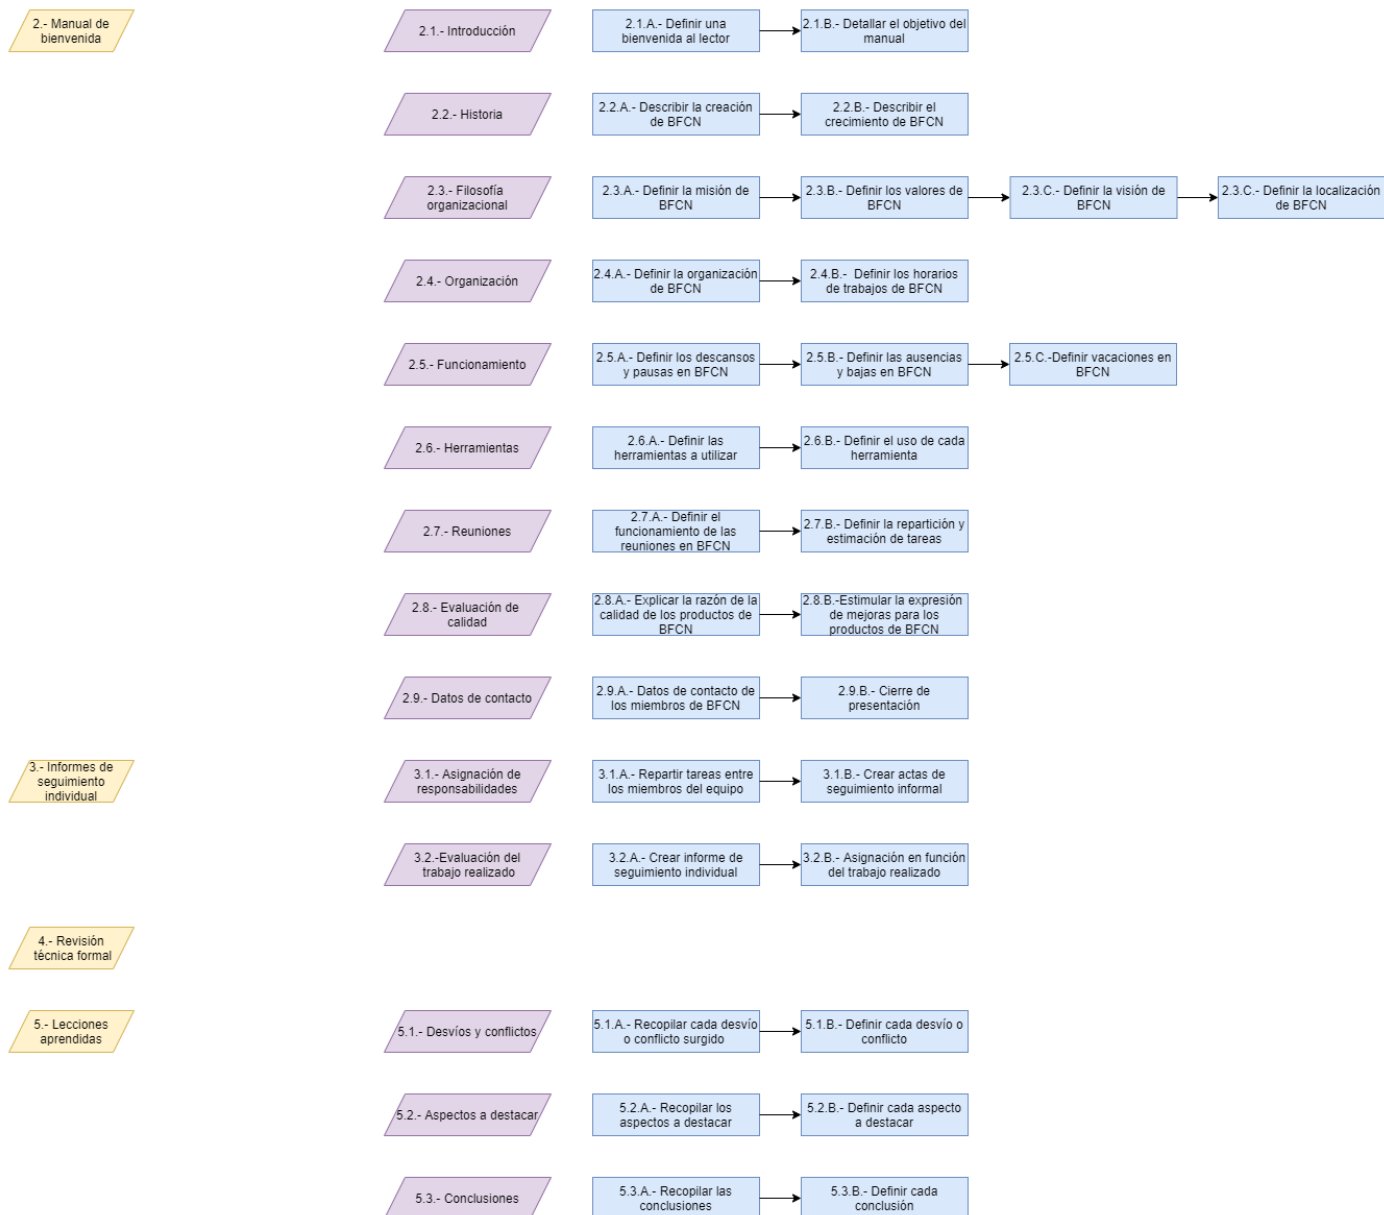 2.- Manual de
bienvenida
2.1.- Introducción
2.1.A.- Definir una
bienvenida al lector
2.1.B.- Detallar el objetivo del
manual
2.2.- Historia
2.2.A.- Describir la creación
de BFCN
2.2.B.- Describir el
crecimiento de BFCN
2.3.- Filosofía
organizacional
2.3.A.- Definir la misión de
BFCN
2.3.B.- Definir los valores de
BFCN
2.3.C.- Definir la visión de
BFCN
2.3.C.- Definir la localización
de BFCN
2.4.- Organización
2.4.A.- Definir la organización
de BFCN
2.4.B.- Definir los horarios
de trabajos de BFCN
2.5.- Funcionamiento
2.5.A.- Definir los descansos
y pausas en BFCN
2.5.B.- Definir las ausencias
y bajas en BFCN
2.5.C.-Definir vacaciones en
BFCN
2.6.- Herramientas
2.6.A.- Definir las
herramientas a utilizar
2.6.B.- Definir el uso de cada
herramienta
2.7.- Reuniones
2.7.A.- Definir el
funcionamiento de las
reuniones en BFCN
2.7.B.- Definir la repartición y
estimación de tareas
2.8.- Evaluación de
calidad
2.8.A.- Explicar la razón de la
calidad de los productos de
BFCN
2.8.B.-Estimular la expresión
de mejoras para los
productos de BFCN
2.9.- Datos de contacto
2.9.A.- Datos de contacto de
los miembros de BFCN
2.9.B.- Cierre de
presentación
3.- Informes de
seguimiento
individual
3.1.- Asignación de
responsabilidades
3.1.A.- Repartir tareas entre
los miembros del equipo
3.1.B.- Crear actas de
seguimiento informal
3.2.-Evaluación del
trabajo realizado
3.2.A.- Crear informe de
seguimiento individual
3.2.B.- Asignación en función
del trabajo realizado
4.- Revisión
técnica formal
5.- Lecciones
aprendidas
5.1.- Desvíos y conflictos
5.1.A.- Recopilar cada desvío
o conflicto surgido
5.1.B.- Definir cada desvío o
conflicto
5.2.- Aspectos a destacar
5.2.A.- Recopilar los
aspectos a destacar
5.2.B.- Definir cada aspecto
a destacar
5.3.- Conclusiones
5.3.A.- Recopilar las
conclusiones
5.3.B.- Definir cada
conclusión